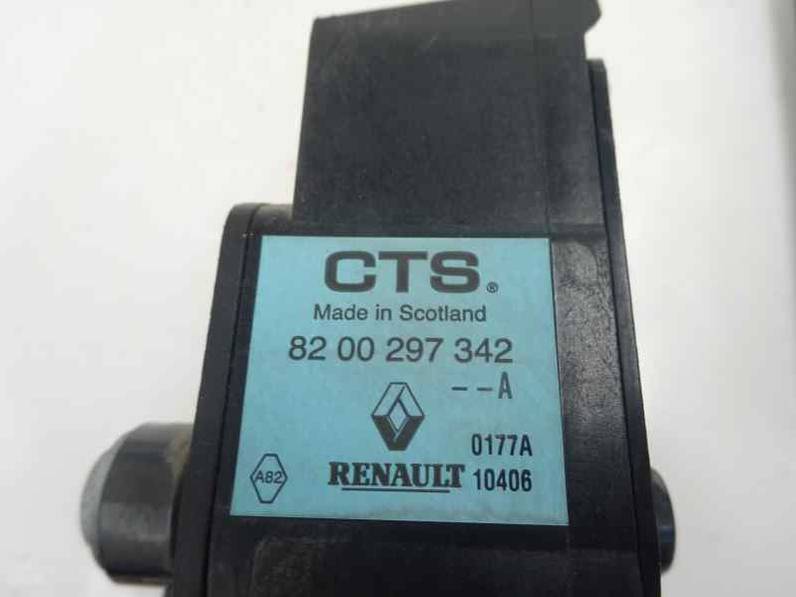 CTS®
Made in Scotland
82 00 297 342
--A
0177A
A82 RENAULT 10406